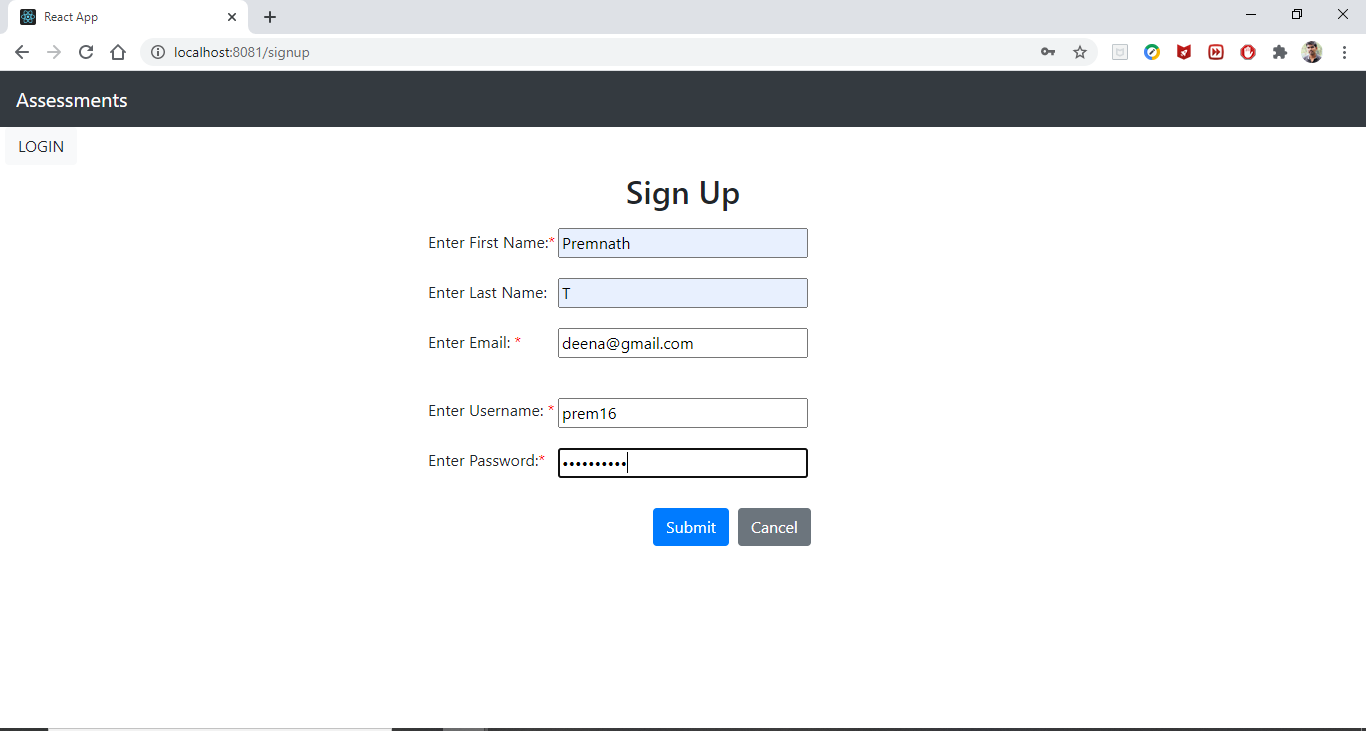 React App
localhost:8081/signup
Assessments
LOGIN
Sign Up
Enter First Name:* Premnath
Enter Last Name: T
Enter Email: * deena@gmail.com
Enter Username: * prem16
Enter Password:* ••••••••••
Submit Cancel